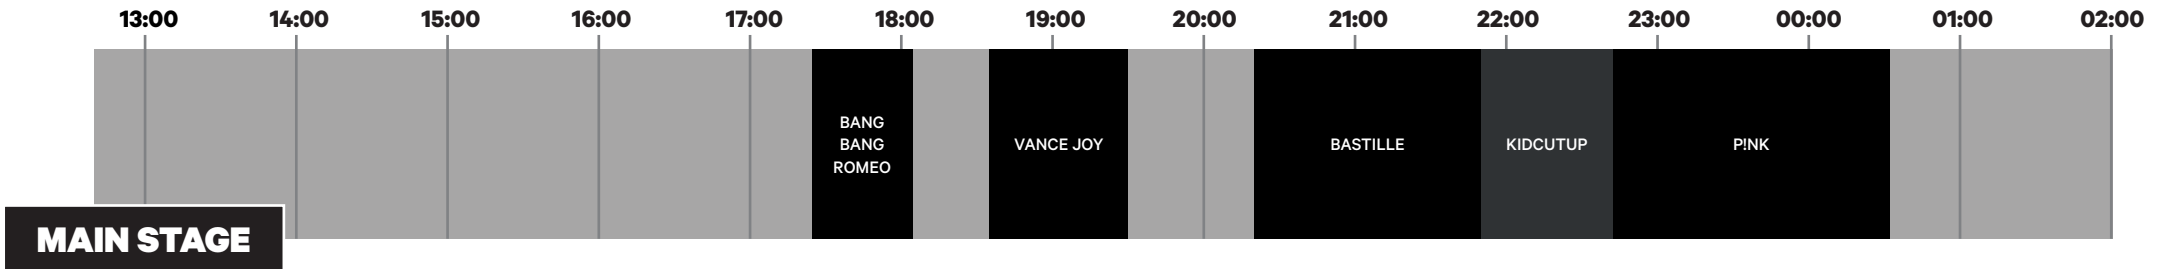 13:00 14:00 15:00 16:00 17:00 18:00 19:00 20:00 21:00 22:00 23:00 00:00 01:00 02:00
BANG
BANG
ROMEO
VANCE JOY
BASTILLE
KIDCUTUP
P!NK
MAIN STAGE